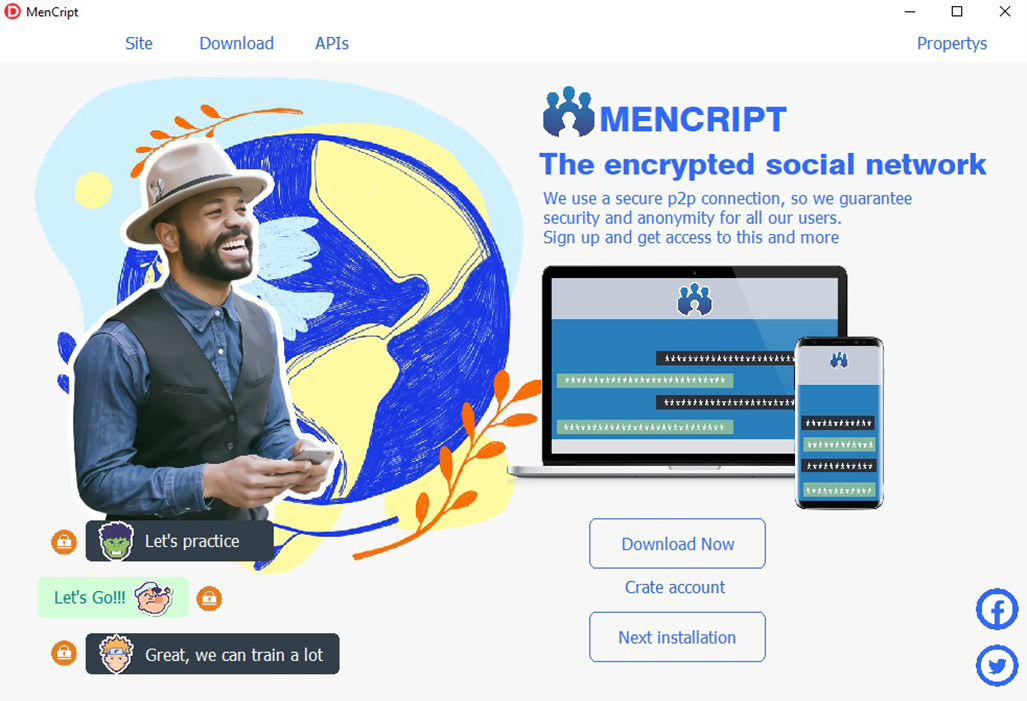 MenCript
Site
Download
APIs
Propertys
MENCRIPT
The encrypted social network
We use a secure p2p connection, so we guarantee
security and anonymity for all our users.
Sign up and get access to this and more
Let's practice
Let's Go!!!
Great, we can train a lot
Download Now
Crate account
Next installation